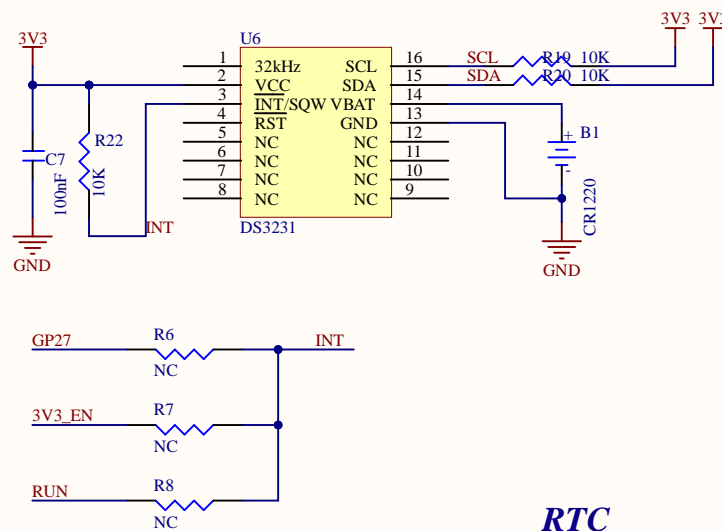 3V3 3V3
3V3
U6
1 32kHz SCL 16 SCL R19 10K
2 VCC SDA 15 SDA R20 10K
3 INT/SQW VBAT 14
4 RST GND 13
5 NC NC 12
6 NC NC 11
7 NC NC 10
8 NC NC 9
DS3231
C7
100nF
R22
10K
INT
GND
+ B1
-
CR1220
GND
GP27 R6 INT
NC
3V3_EN R7
NC
RUN R8
NC
RTC